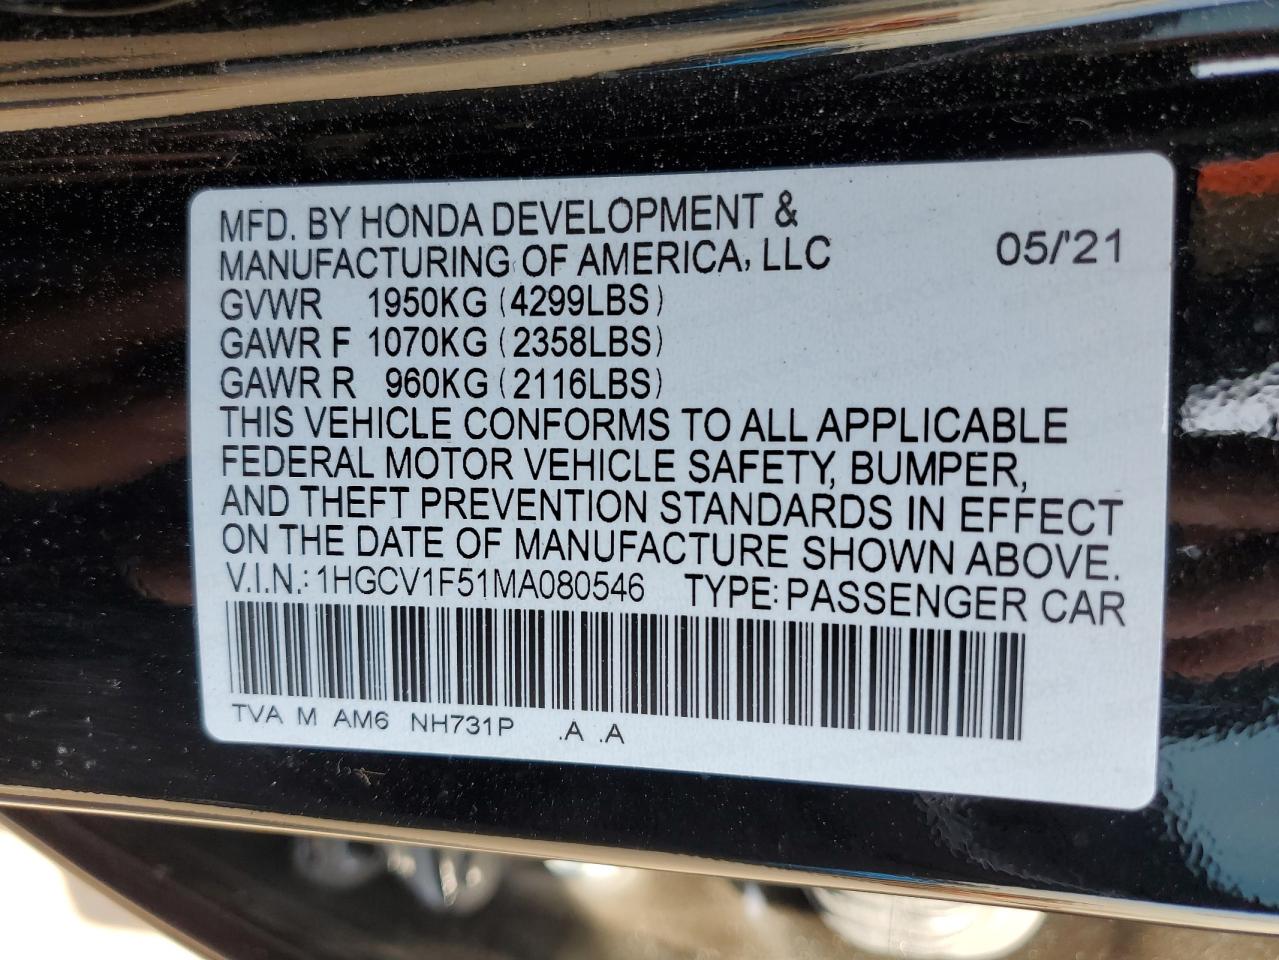 MFD. BY HONDA DEVELOPMENT &
MANUFACTURING OF AMERICA, LLC 05/'21
GVWR 1950KG (4299LBS)
GAWR F 1070KG (2358LBS)
GAWR R 960KG (2116LBS)
THIS VEHICLE CONFORMS TO ALL APPLICABLE
FEDERAL MOTOR VEHICLE SAFETY, BUMPER,
AND THEFT PREVENTION STANDARDS IN EFFECT
ON THE DATE OF MANUFACTURE SHOWN ABOVE.
V.I.N.: 1HGCV1F51MA080546 TYPE: PASSENGER CAR
TVA M AM6 NH731P .A .A